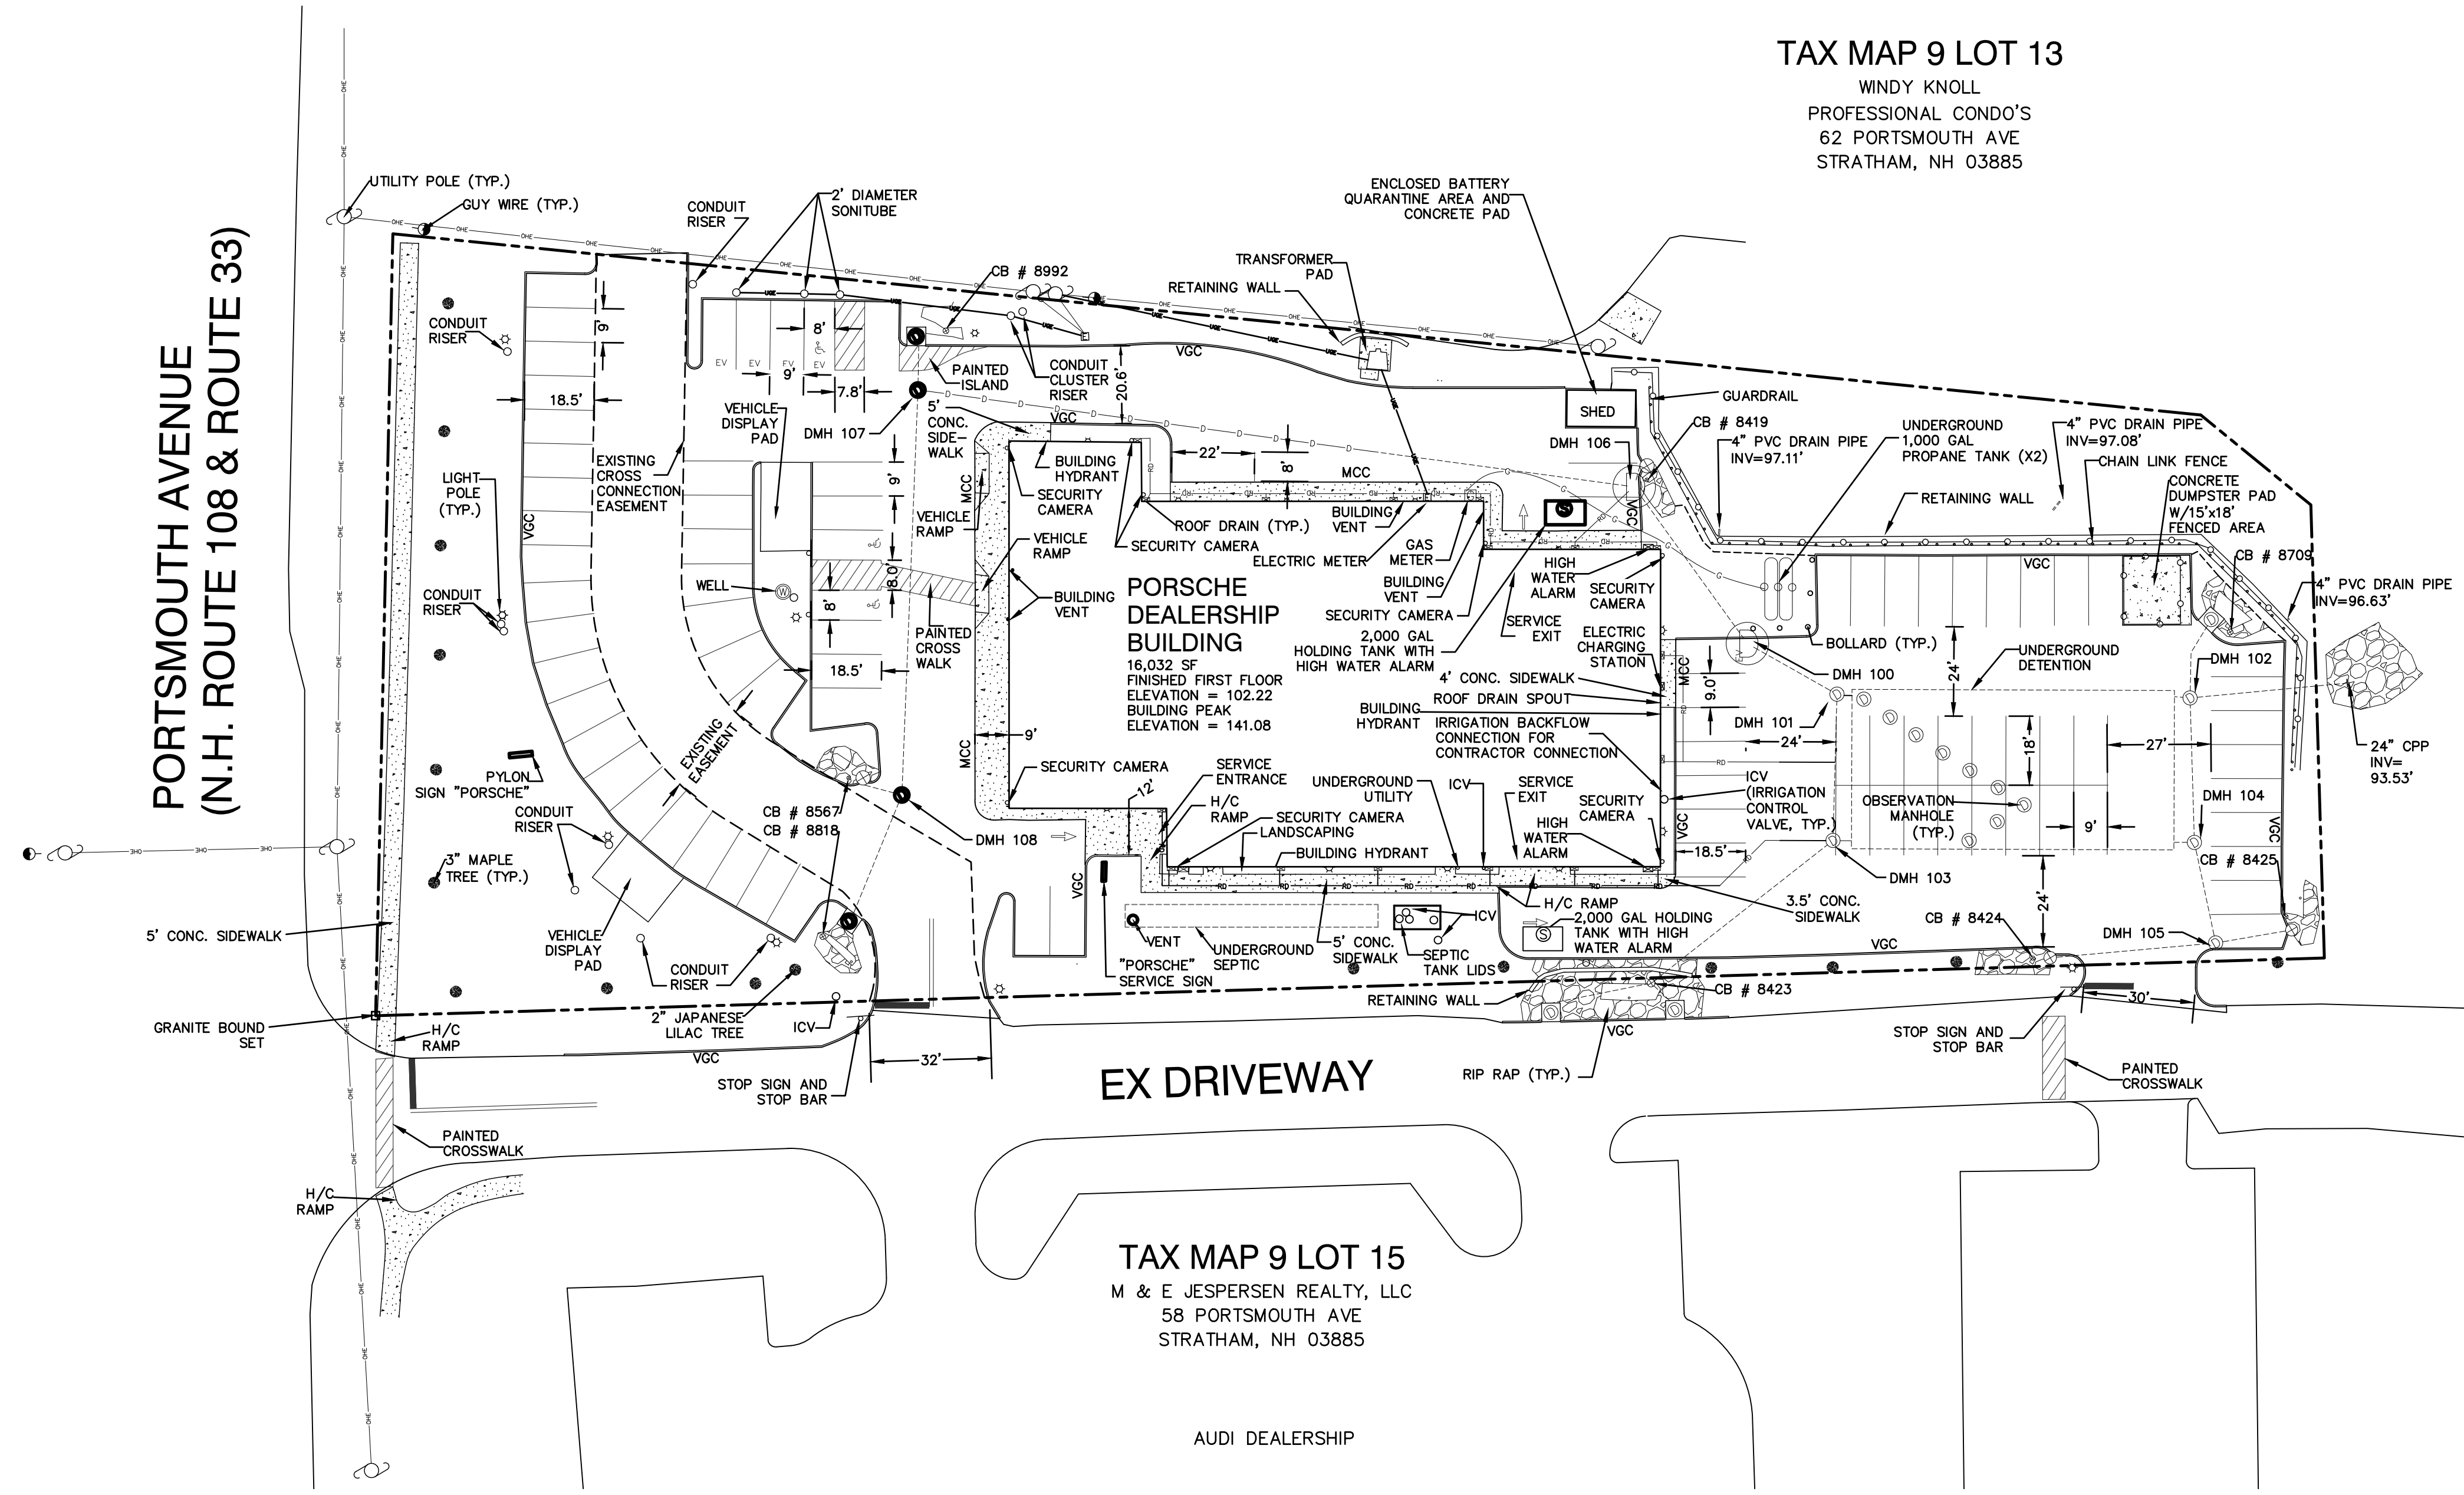 TAX MAP 9 LOT 13
WINDY KNOLL
PROFESSIONAL CONDO'S
62 PORTSMOUTH AVE
STRATHAM, NH 03885
PORTSMOUTH AVENUE
(N.H. ROUTE 108 & ROUTE 33)
UTILITY POLE (TYP.)
GUY WIRE (TYP.)
CONDUIT
RISER
2' DIAMETER
SONITUBE
CB # 8992
ENCLOSED BATTERY
QUARANTINE AREA AND
CONCRETE PAD
TRANSFORMER
PAD
RETAINING WALL
CONDUIT
RISER
9'
8'
EV
EV
EV
EV
9'
7.8'
18.5'
PAINTED
ISLAND
CONDUIT
CLUSTER
RISER
20.6'
VGC
SHED
GUARDRAIL
VEHICLE
DISPLAY
PAD
DMH 107
5'
CONC.
SIDE-
WALK
VGC
DMH 106
CB # 8419
4" PVC DRAIN PIPE
INV=97.11'
UNDERGROUND
1,000 GAL
PROPANE TANK (X2)
4" PVC DRAIN PIPE
INV=97.08'
CHAIN LINK FENCE
CONCRETE
DUMPSTER PAD
W/15'x18'
FENCED AREA
RETAINING WALL
CB # 8709
4" PVC DRAIN PIPE
INV=96.63'
EXISTING
CROSS
CONNECTION
EASEMENT
LIGHT
POLE
(TYP.)
VGC
9'
MCC
BUILDING
HYDRANT
22'
8'
MCC
SECURITY
CAMERA
VEHICLE
RAMP
VEHICLE
RAMP
ROOF DRAIN (TYP.)
SECURITY CAMERA
BUILDING
VENT
ELECTRIC METER
GAS
METER
VGC
VGC
CONDUIT
RISER
WELL
W
8.0'
8'
BUILDING
VENT
PORSCHE
DEALERSHIP
BUILDING
16,032 SF
FINISHED FIRST FLOOR
ELEVATION = 102.22
BUILDING PEAK
ELEVATION = 141.08
BUILDING
VENT
SECURITY CAMERA
2,000 GAL
HOLDING TANK WITH
HIGH WATER ALARM
HIGH
WATER
ALARM
SECURITY
CAMERA
SERVICE
EXIT
ELECTRIC
CHARGING
STATION
BOLLARD (TYP.)
UNDERGROUND
DETENTION
DMH 102
DMH 100
24'
PAINTED
CROSS
WALK
18.5'
4' CONC. SIDEWALK
ROOF DRAIN SPOUT
BUILDING
HYDRANT
IRRIGATION BACKFLOW
CONNECTION FOR
CONTRACTOR CONNECTION
MCC
9.0'
DMH 101
24'
18'
27'
24" CPP
INV=
93.53'
EXISTING
EASEMENT
MCC
9'
PYLON
SIGN "PORSCHE"
SECURITY CAMERA
SERVICE
ENTRANCE
12'
H/C
RAMP
UNDERGROUND
UTILITY
ICV
SERVICE
EXIT
SECURITY
CAMERA
ICV
(IRRIGATION
CONTROL
VALVE, TYP.)
OBSERVATION
MANHOLE
(TYP.)
9'
DMH 104
VGC
CONDUIT
RISER
CB # 8567
CB # 8818
DMH 108
SECURITY CAMERA
LANDSCAPING
BUILDING HYDRANT
HIGH
WATER
ALARM
VGC
18.5'
DMH 103
CB # 8425
3" MAPLE
TREE (TYP.)
VGC
5' CONC. SIDEWALK
VEHICLE
DISPLAY
PAD
CONDUIT
RISER
VENT
"PORSCHE"
SERVICE SIGN
UNDERGROUND
SEPTIC
5' CONC.
SIDEWALK
ICV
SEPTIC
TANK LIDS
H/C RAMP
2,000 GAL HOLDING
TANK WITH HIGH
WATER ALARM
3.5' CONC.
SIDEWALK
VGC
CB # 8424
24'
DMH 105
GRANITE BOUND
SET
H/C
RAMP
2" JAPANESE
LILAC TREE
ICV
VGC
RETAINING WALL
CB # 8423
VGC
30'
STOP SIGN AND
STOP BAR
32'
STOP SIGN AND
STOP BAR
EX DRIVEWAY
RIP RAP (TYP.)
PAINTED
CROSSWALK
PAINTED
CROSSWALK
H/C
RAMP
TAX MAP 9 LOT 15
M & E JESPERSEN REALTY, LLC
58 PORTSMOUTH AVE
STRATHAM, NH 03885
AUDI DEALERSHIP